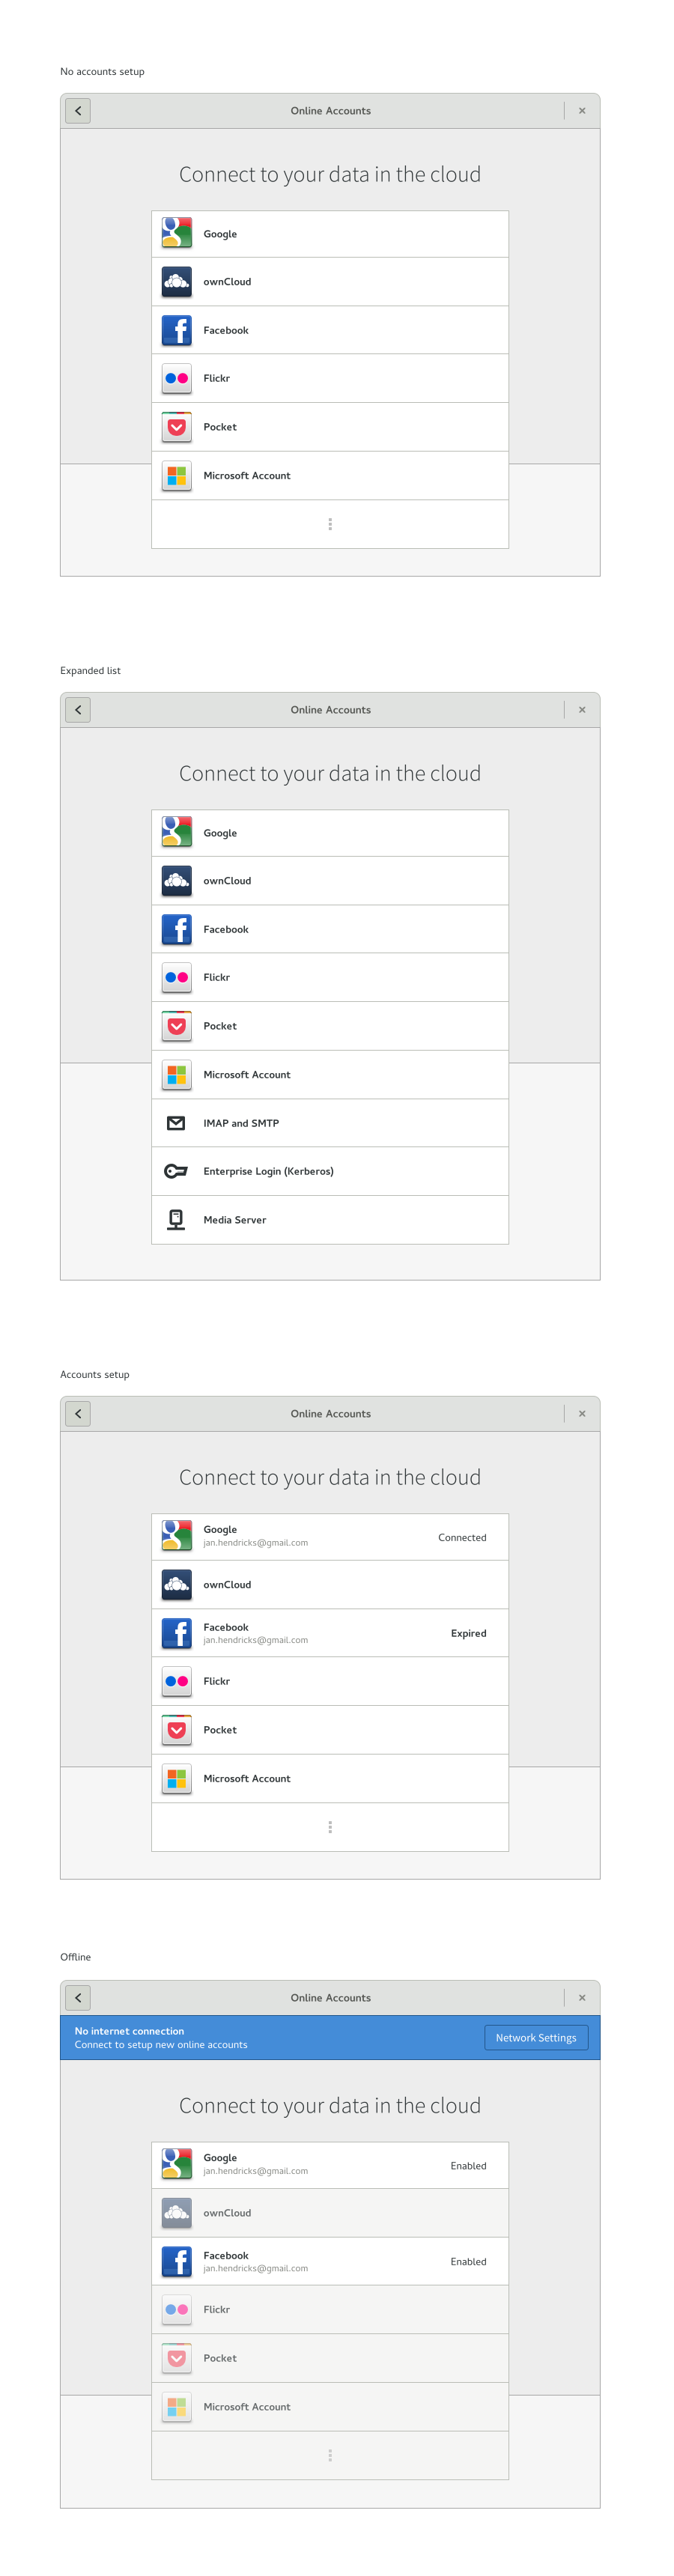 No accounts setup
Online Accounts
Connect to your data in the cloud
Google
ownCloud
Facebook
Flickr
Pocket
Microsoft Account
Expanded list
Online Accounts
Connect to your data in the cloud
Google
ownCloud
Facebook
Flickr
Pocket
Microsoft Account
IMAP and SMTP
Enterprise Login (Kerberos)
Media Server
Accounts setup
Online Accounts
Connect to your data in the cloud
Google
jan.hendricks@gmail.com
Connected
ownCloud
Facebook
jan.hendricks@gmail.com
Expired
Flickr
Pocket
Microsoft Account
Offline
Online Accounts
No internet connection
Connect to setup new online accounts
Network Settings
Connect to your data in the cloud
Google
jan.hendricks@gmail.com
Enabled
ownCloud
Facebook
jan.hendricks@gmail.com
Enabled
Flickr
Pocket
Microsoft Account